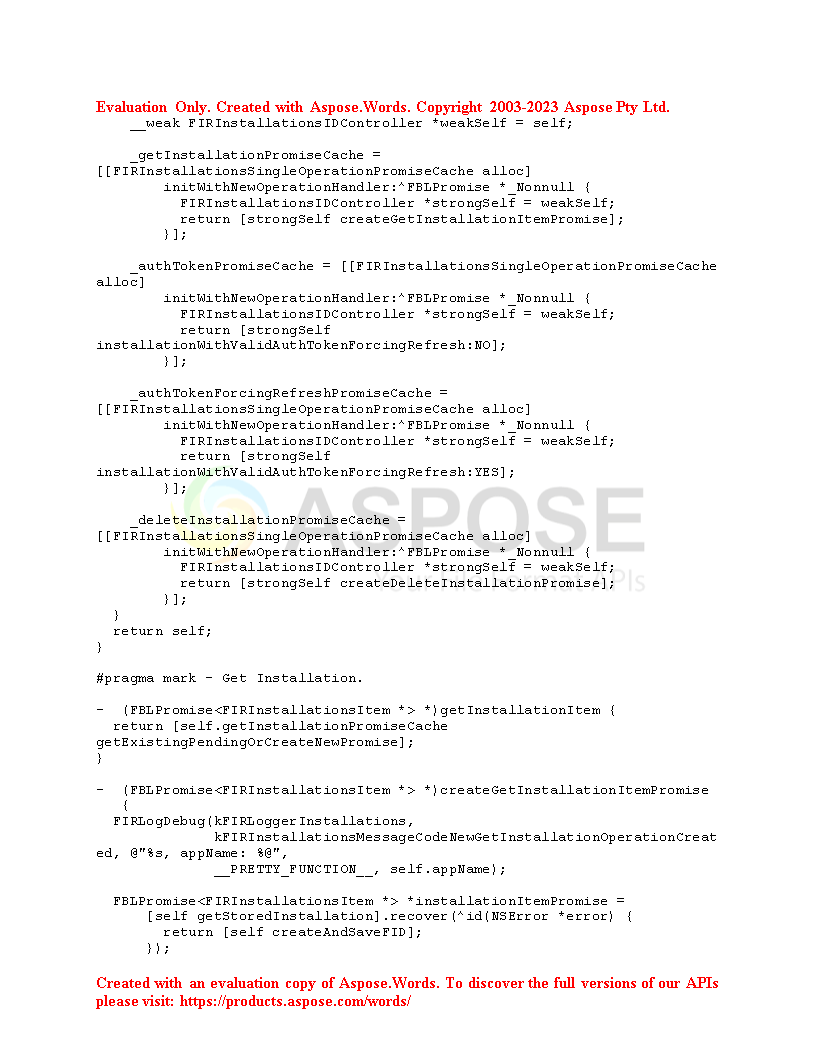 Evaluation Only. Created with Aspose.Words. Copyright 2003-2023 Aspose Pty Ltd.
    __weak FIRInstallationsIDController *weakSelf = self;

    _getInstallationPromiseCache =
[[FIRInstallationsSingleOperationPromiseCache alloc]
        initWithNewOperationHandler:^FBLPromise *_Nonnull {
          FIRInstallationsIDController *strongSelf = weakSelf;
          return [strongSelf createGetInstallationItemPromise];
        }];

    _authTokenPromiseCache = [[FIRInstallationsSingleOperationPromiseCache
alloc]
        initWithNewOperationHandler:^FBLPromise *_Nonnull {
          FIRInstallationsIDController *strongSelf = weakSelf;
          return [strongSelf
installationWithValidAuthTokenForcingRefresh:NO];
        }];

    _authTokenForcingRefreshPromiseCache =
[[FIRInstallationsSingleOperationPromiseCache alloc]
        initWithNewOperationHandler:^FBLPromise *_Nonnull {
          FIRInstallationsIDController *strongSelf = weakSelf;
          return [strongSelf
installationWithValidAuthTokenForcingRefresh:YES];
        }];

    _deleteInstallationPromiseCache =
[[FIRInstallationsSingleOperationPromiseCache alloc]
        initWithNewOperationHandler:^FBLPromise *_Nonnull {
          FIRInstallationsIDController *strongSelf = weakSelf;
          return [strongSelf createDeleteInstallationPromise];
        }];
  }
  return self;
}

#pragma mark - Get Installation.

-  (FBLPromise<FIRInstallationsItem *> *)getInstallationItem {
  return [self.getInstallationPromiseCache
getExistingPendingOrCreateNewPromise];
}

-  (FBLPromise<FIRInstallationsItem *> *)createGetInstallationItemPromise
   {
  FIRLogDebug(kFIRLoggerInstallations,
              kFIRInstallationsMessageCodeNewGetInstallationOperationCreat
ed, @"%s, appName: %@",
              __PRETTY_FUNCTION__, self.appName);

  FBLPromise<FIRInstallationsItem *> *installationItemPromise =
      [self getStoredInstallation].recover(^id(NSError *error) {
        return [self createAndSaveFID];
      });

ASPOSE
APIs
Created with an evaluation copy of Aspose.Words. To discover the full versions of our APIs
please visit: https://products.aspose.com/words/